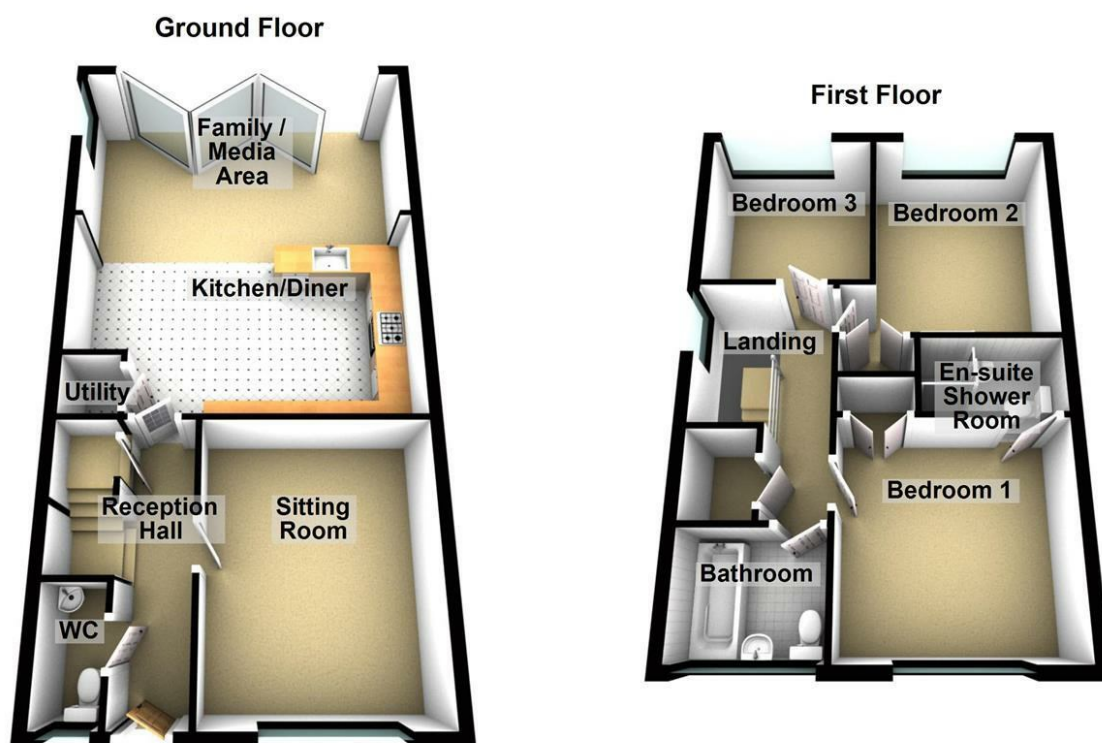 Ground Floor
Family /
Media
Area
Kitchen/Diner
Utility
Reception
Hall
Sitting
Room
WC
First Floor
Bedroom 3
Bedroom 2
Landing
En-suite
Shower
Room
Bedroom 1
Bathroom